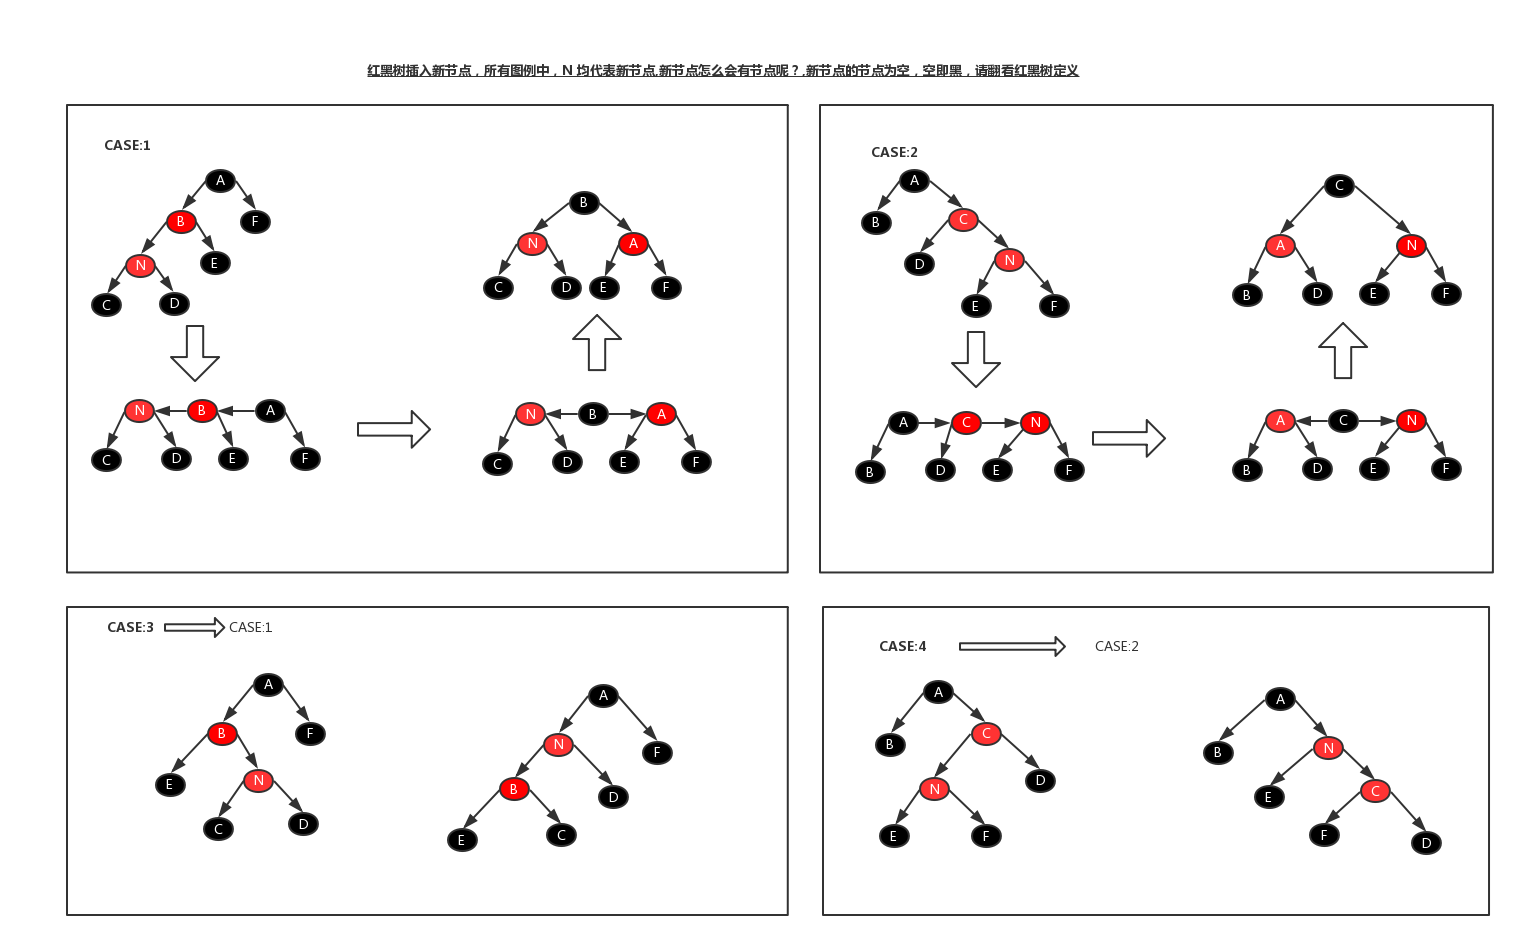 红黑树插入新节点，所有图例中，N 均代表新节点,新节点怎么会有节点呢？,新节点的节点为空，空即黑，请翻看红黑树定义
CASE:1
A
B F
N E
C D
B
N A
C D E F
N B A
C D E F
N B A
C D E F
CASE:2
A
B C
D N
E F
C
A N
B D E F
A C N
B D E F
A C N
B D E F
CASE:3 CASE:1
A
B F
E N
C D
A
N F
B D
E C
CASE:4 CASE:2
A
B C
N D
E F
A
B N
E C
F D